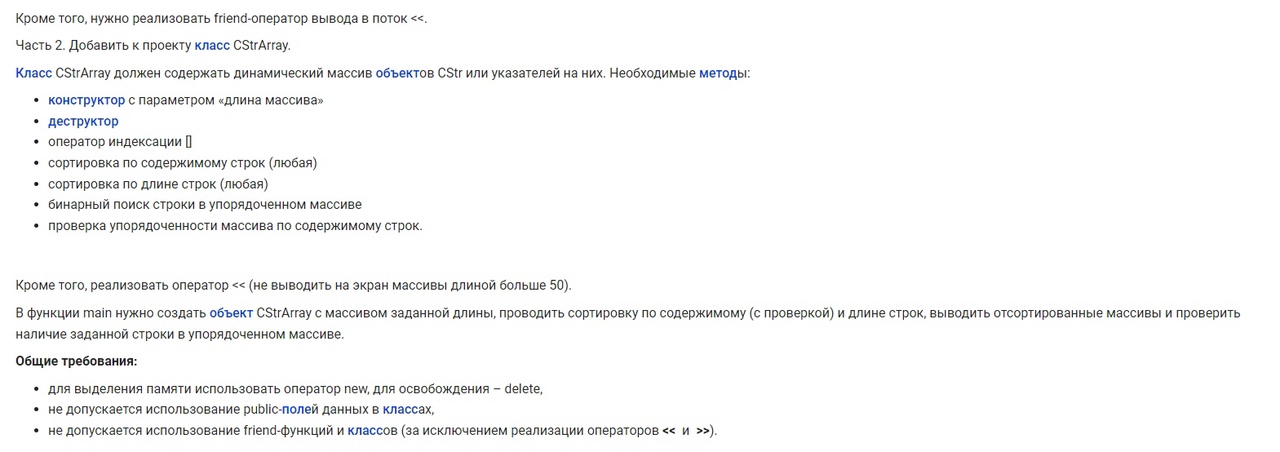 Кроме того, нужно реализовать friend-оператор вывода в поток <<.
Часть 2. Добавить к проекту класс CStrArray.
Класс CStrArray должен содержать динамический массив объектов CStr или указателей на них. Необходимые методы:
• конструктор с параметром «длина массива»
• деструктор
• оператор индексации []
• сортировка по содержимому строк (любая)
• сортировка по длине строк (любая)
• бинарный поиск строки в упорядоченном массиве
• проверка упорядоченности массива по содержимому строк.
Кроме того, реализовать оператор << (не выводить на экран массивы длиной больше 50).
В функции main нужно создать объект CStrArray с массивом заданной длины, проводить сортировку по содержимому (с проверкой) и длине строк, выводить отсортированные массивы и проверить
наличие заданной строки в упорядоченном массиве.
Общие требования:
• для выделения памяти использовать оператор new, для освобождения – delete,
• не допускается использование public-полей данных в классах,
• не допускается использование friend-функций и классов (за исключением реализации операторов << и >>).